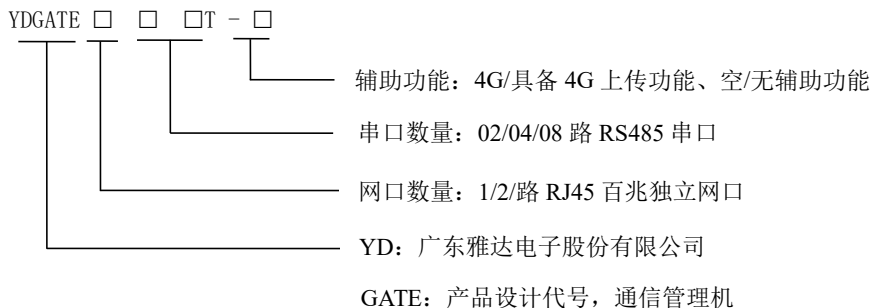 YDGATE □ □ □T - □
辅助功能：4G/具备 4G 上传功能、空/无辅助功能
串口数量：02/04/08 路 RS485 串口
网口数量：1/2/路 RJ45 百兆独立网口
YD：广东雅达电子股份有限公司
GATE：产品设计代号，通信管理机